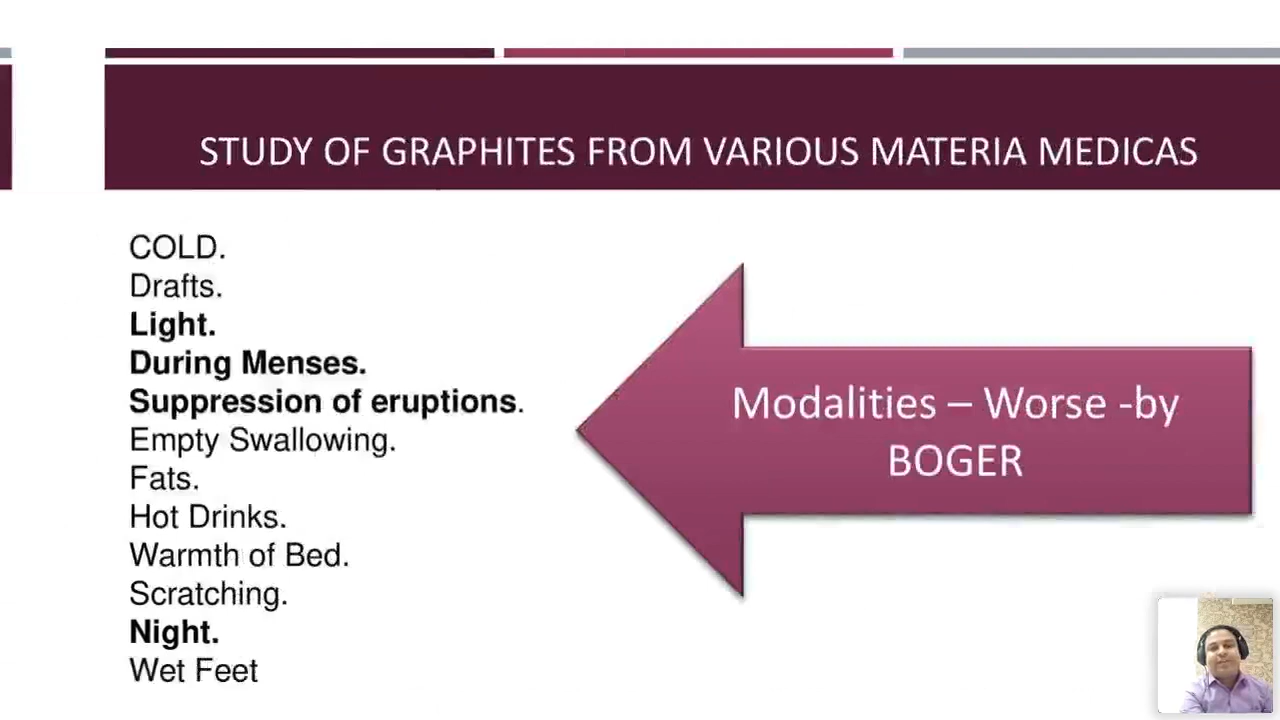 STUDY OF GRAPHITES FROM VARIOUS MATERIA MEDICAS
COLD.
Drafts.
Light.
During Menses.
Suppression of eruptions.
Empty Swallowing.
Fats.
Hot Drinks.
Warmth of Bed.
Scratching.
Night.
Wet Feet
Modalities – Worse -by
BOGER